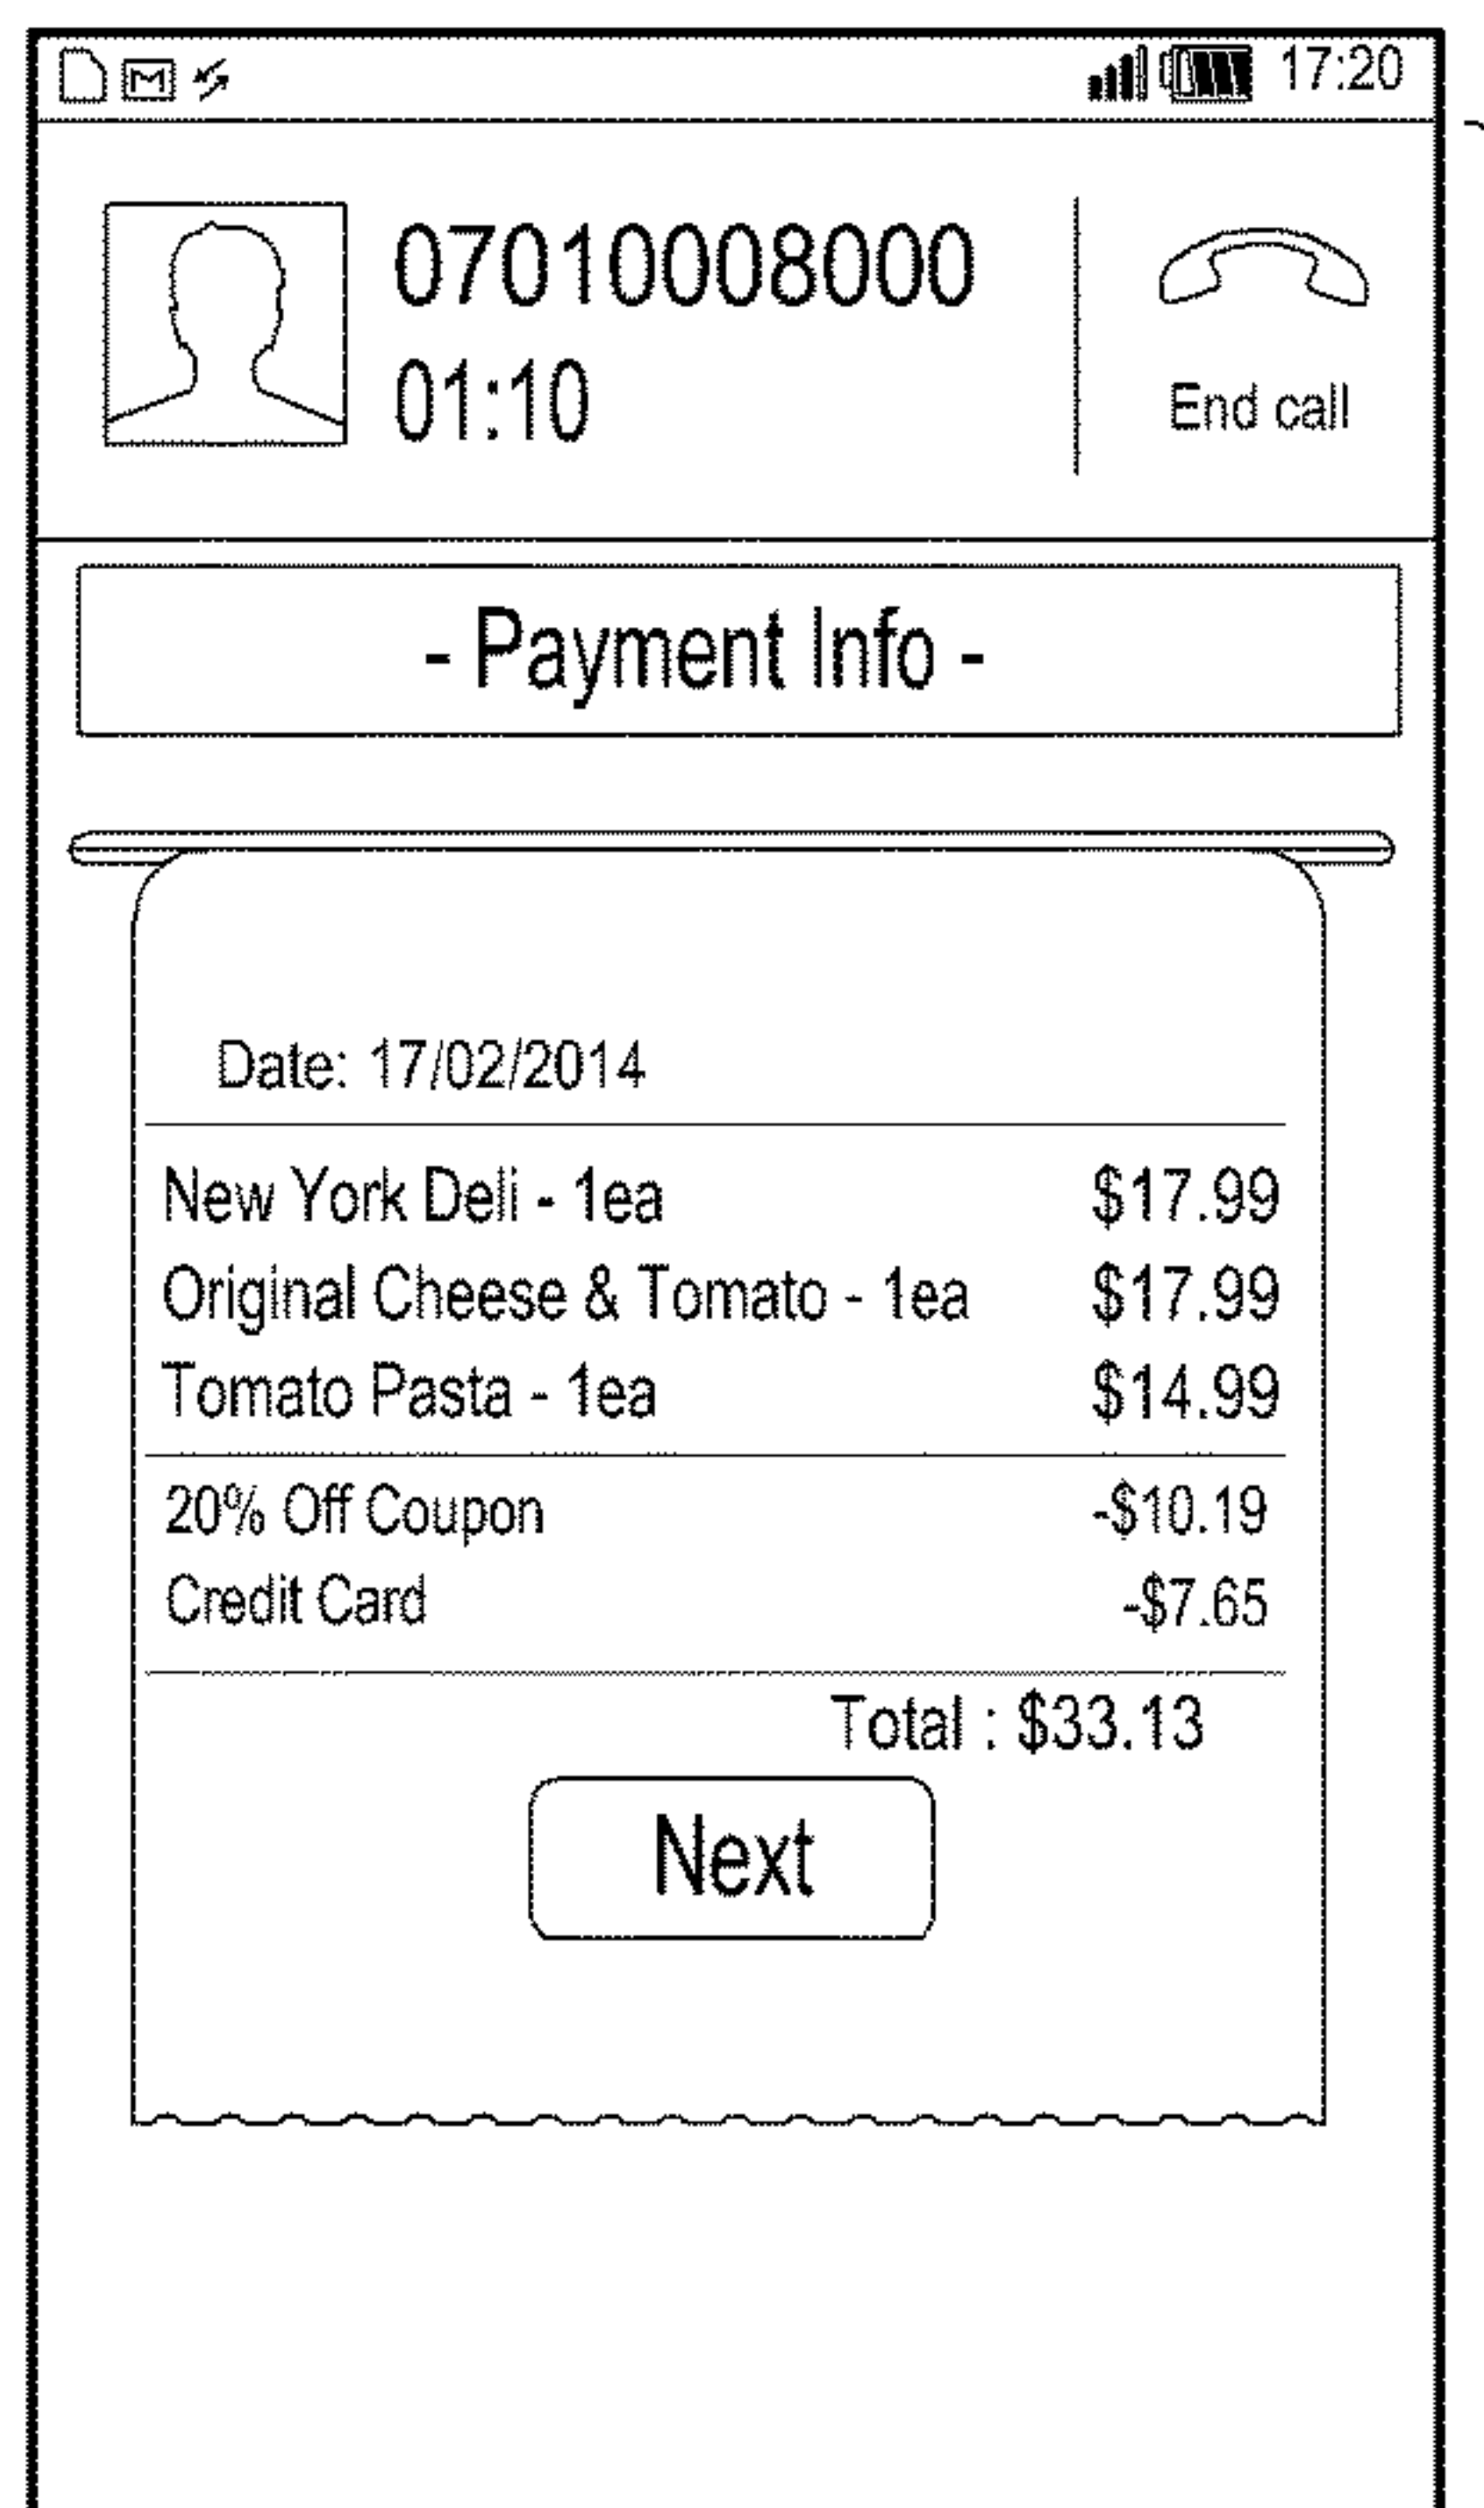 17:20
07010008000
01:10
End call
- Payment Info -
Date: 17/02/2014
New York Deli - 1ea $17.99
Original Cheese & Tomato - 1ea $17.99
Tomato Pasta - 1ea $14.99
20% Off Coupon -$10.19
Credit Card -$7.65
Total : $33.13
Next